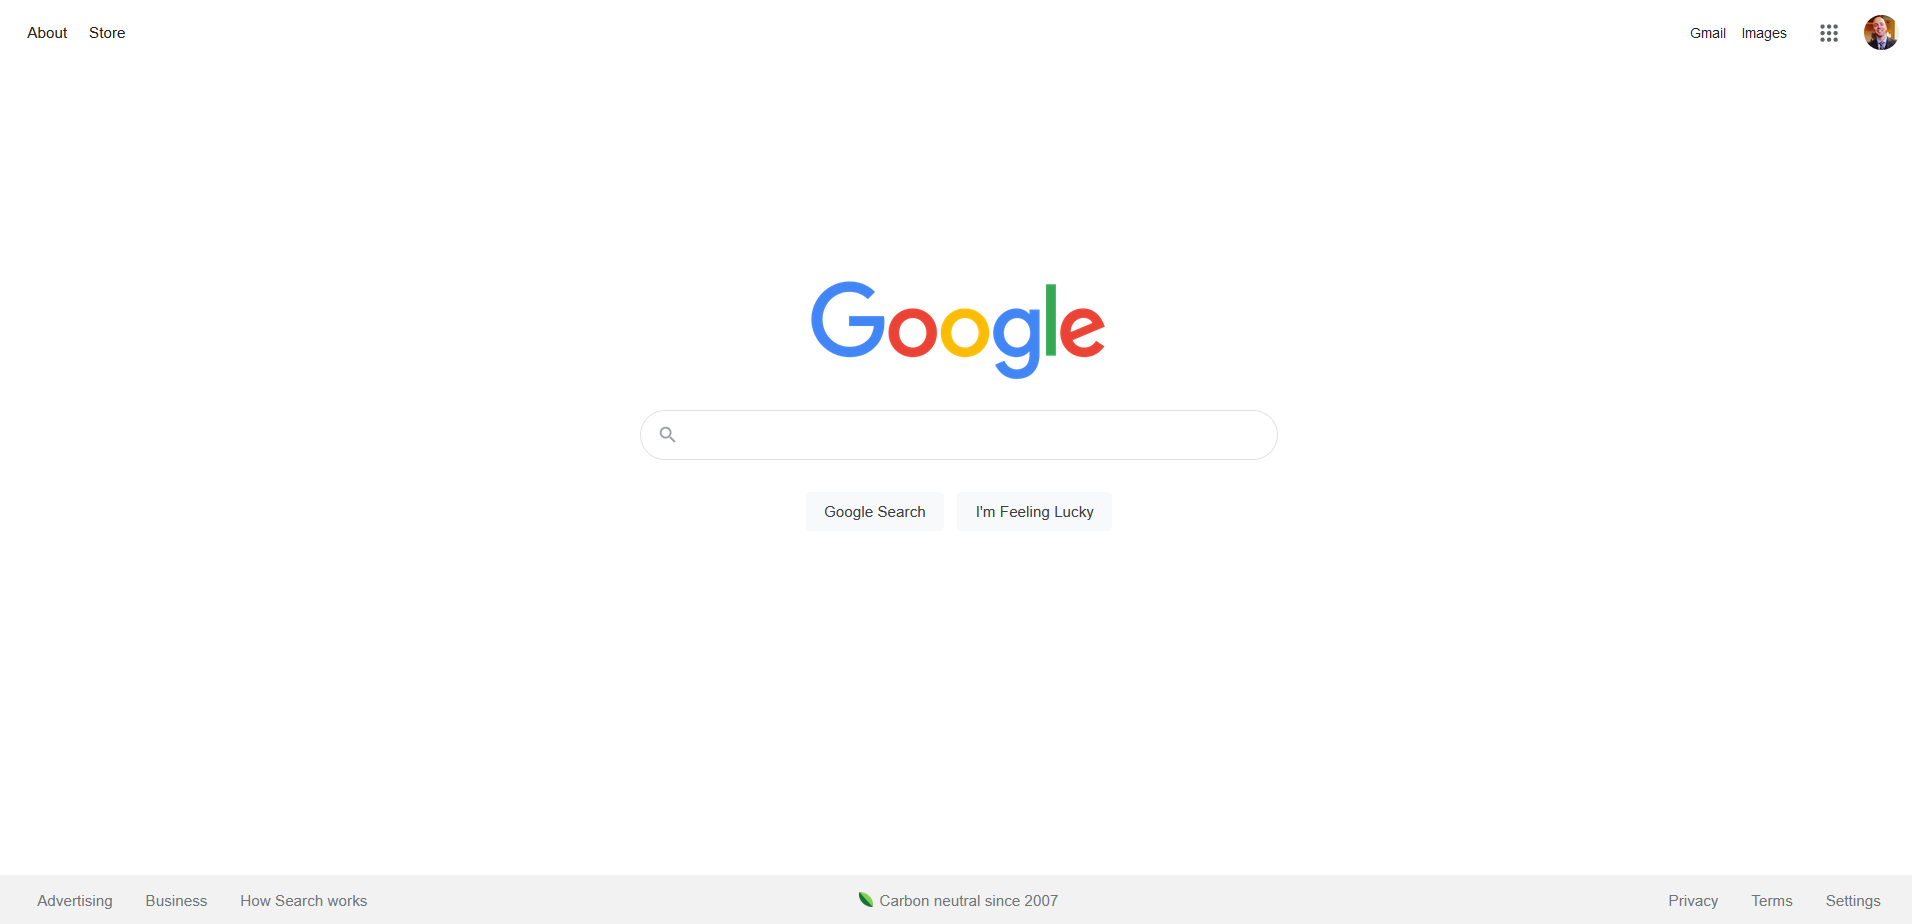 About Store Gmail Images
Google
Google Search I'm Feeling Lucky
Advertising Business How Search works Carbon neutral since 2007 Privacy Terms Settings